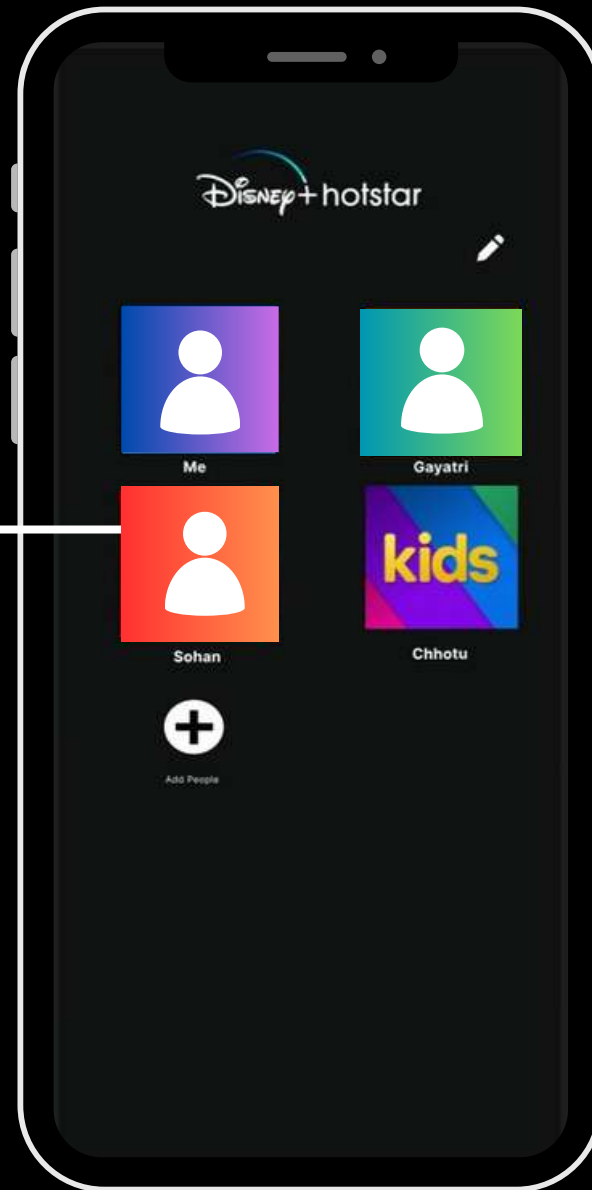 Disney+ hotstar
Me
Gayatri
Sohan
kids
Chhotu
Add People